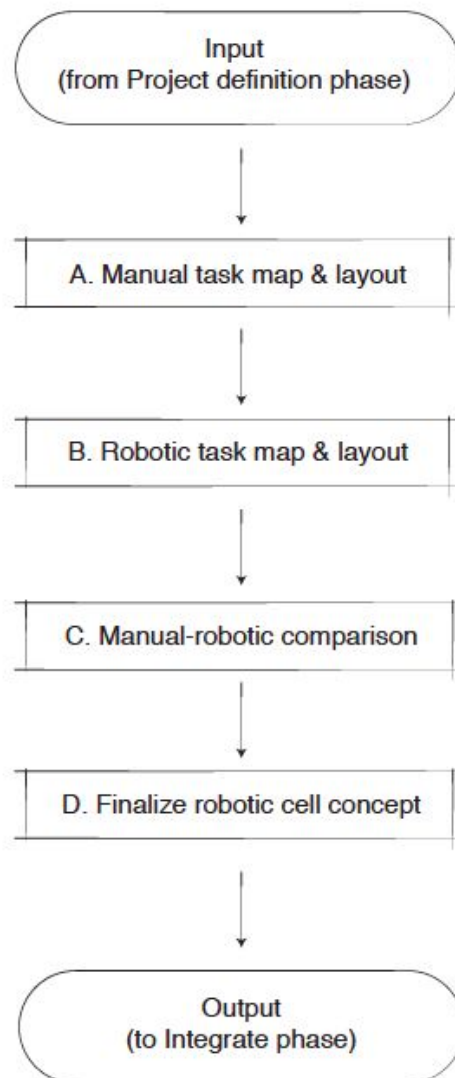 Input
(from Project definition phase)
A. Manual task map & layout
B. Robotic task map & layout
C. Manual-robotic comparison
D. Finalize robotic cell concept
Output
(to Integrate phase)